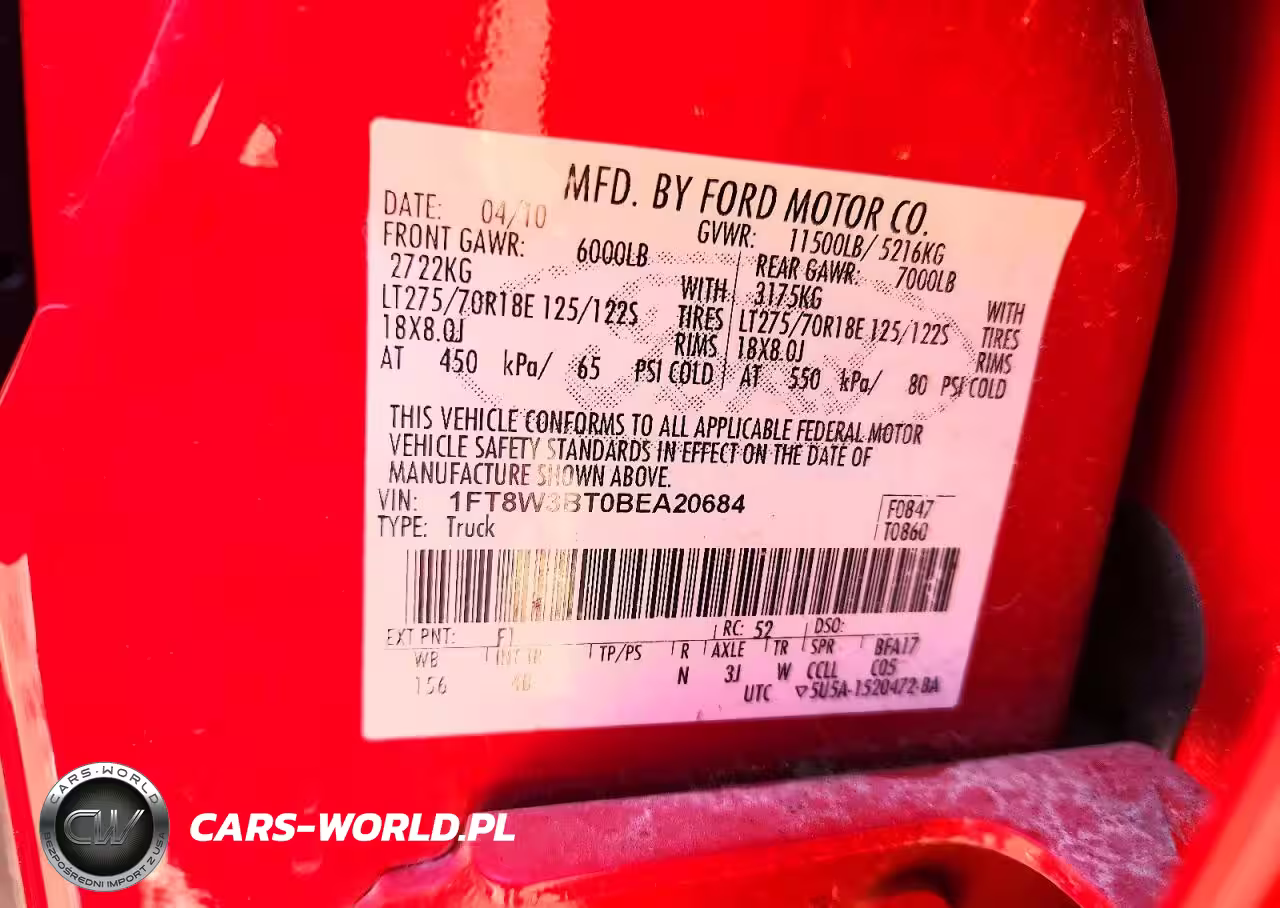 MFD. BY FORD MOTOR CO.
DATE: 04/10 GVWR: 11500LB/ 5216KG
FRONT GAWR: 6000LB REAR GAWR: 7000LB
2722KG WITH 3175KG WITH
LT275/70R18E 125/122S TIRES LT275/70R18E 125/122S TIRES
18X8.0J RIMS 18X8.0J RIMS
AT 450 kPa/ 65 PSI COLD AT 550 kPa/ 80 PSI COLD
THIS VEHICLE CONFORMS TO ALL APPLICABLE FEDERAL MOTOR
VEHICLE SAFETY STANDARDS IN EFFECT ON THE DATE OF
MANUFACTURE SHOWN ABOVE.
VIN: 1FT8W3BT0BEA20684 F0847
TYPE: Truck T0860
EXT PNT: F1 RC: 52 DSO:
WB INT TR TP/PS R AXLE TR SPR BFA17
156 4B N 3J W CCLL C05
UTC ▽5U5A-1520472-BA
CARS-WORLD
CW
BEZPOŚREDNI IMPORT Z USA
CARS-WORLD.PL